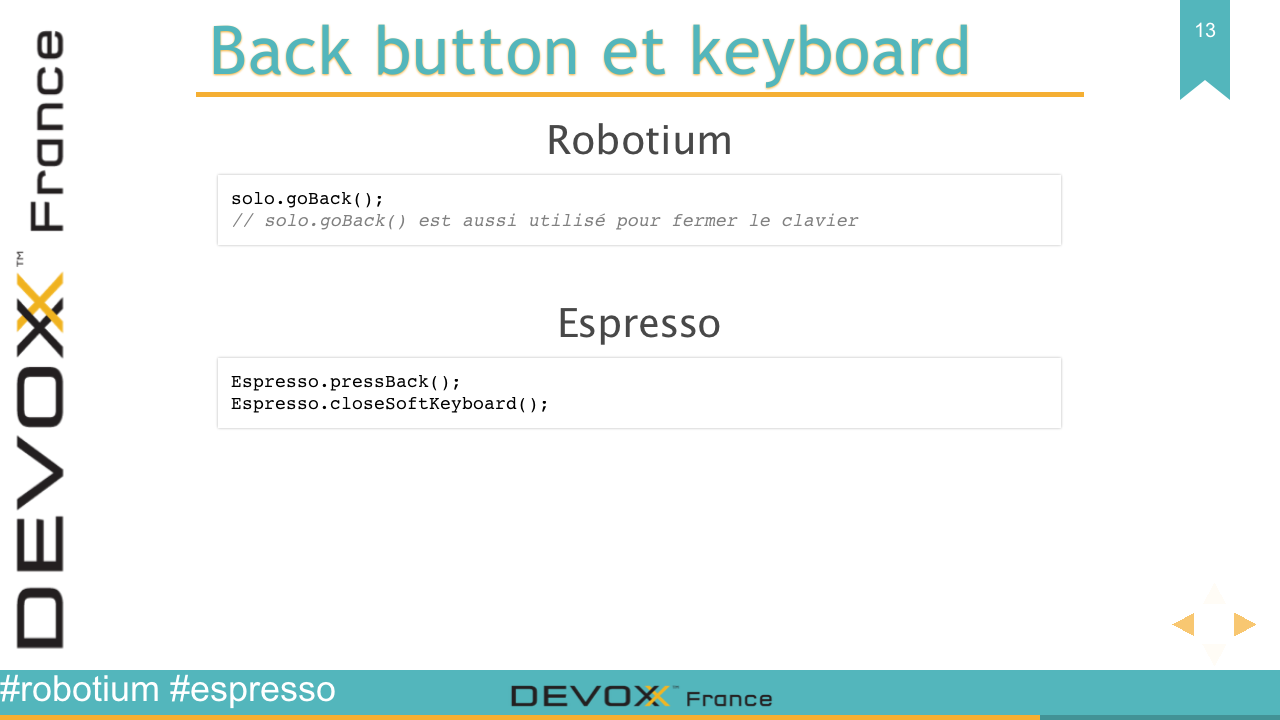 Back button et keyboard
13
Robotium
solo.goBack();
// solo.goBack() est aussi utilisé pour fermer le clavier
Espresso
Espresso.pressBack();
Espresso.closeSoftKeyboard();
DEVOXX™ France
#robotium #espresso
DEVOXX™ France